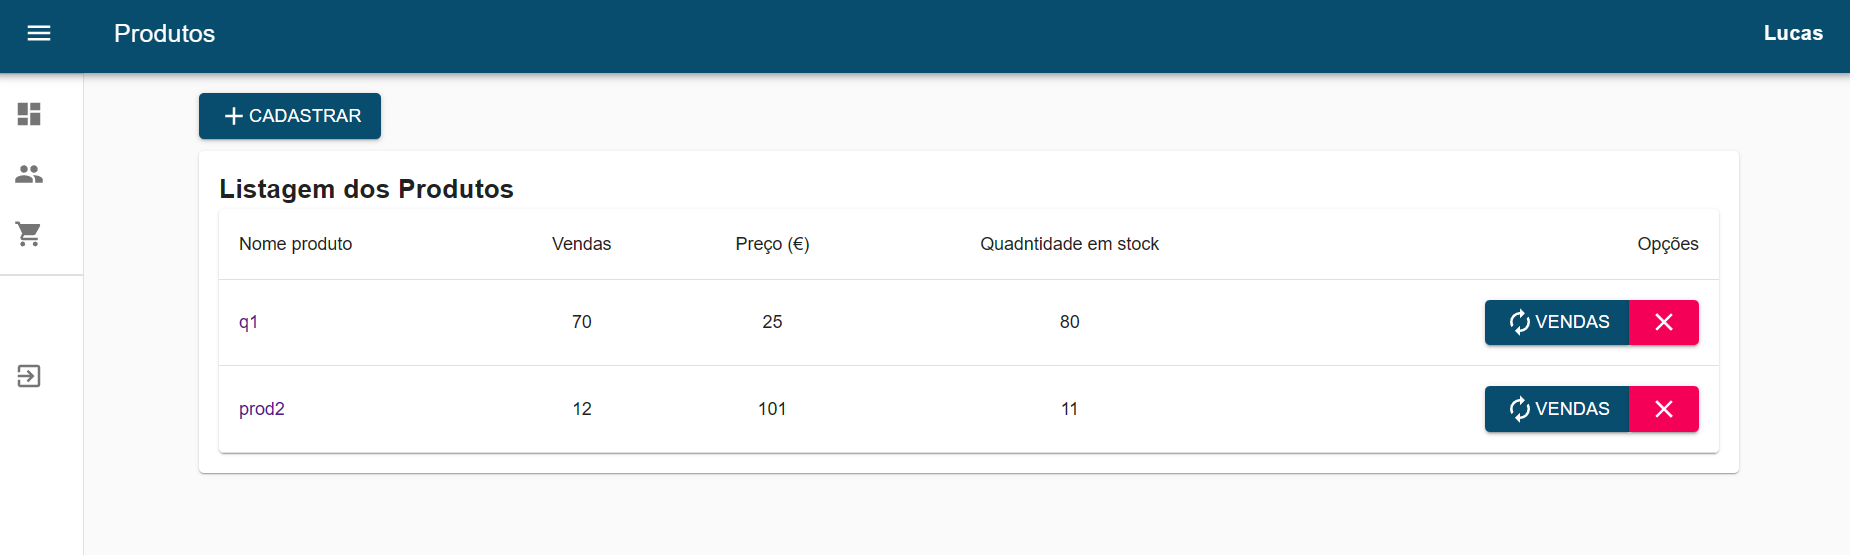 Produtos
Lucas
CADASTRAR
Listagem dos Produtos
Nome produto Vendas Preço (€) Quadntidade em stock Opções
q1 70 25 80 VENDAS
prod2 12 101 11 VENDAS